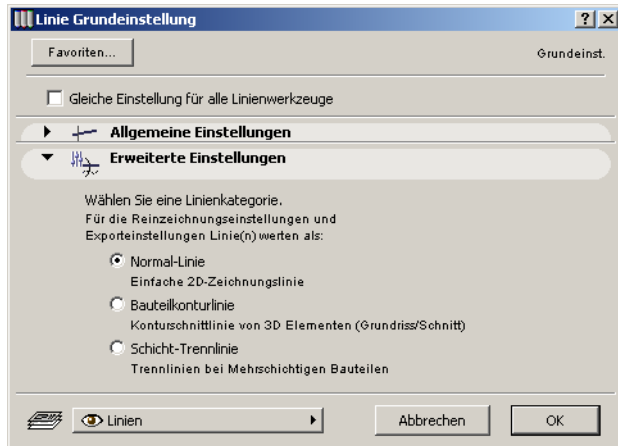 Linie Grundeinstellung
Favoriten...
Grundeinst.
Gleiche Einstellung für alle Linienwerkzeuge
Allgemeine Einstellungen
Erweiterte Einstellungen
Wählen Sie eine Linienkategorie.
Für die Reinzeichnungseinstellungen und
Exporteinstellungen Linie(n) werten als:
Normal-Linie
Einfache 2D-Zeichnungslinie
Bauteilkonturlinie
Konturschnittlinie von 3D Elementen (Grundriss/Schnitt)
Schicht-Trennlinie
Trennlinien bei Mehrschichtigen Bauteilen
Linien
Abbrechen
OK